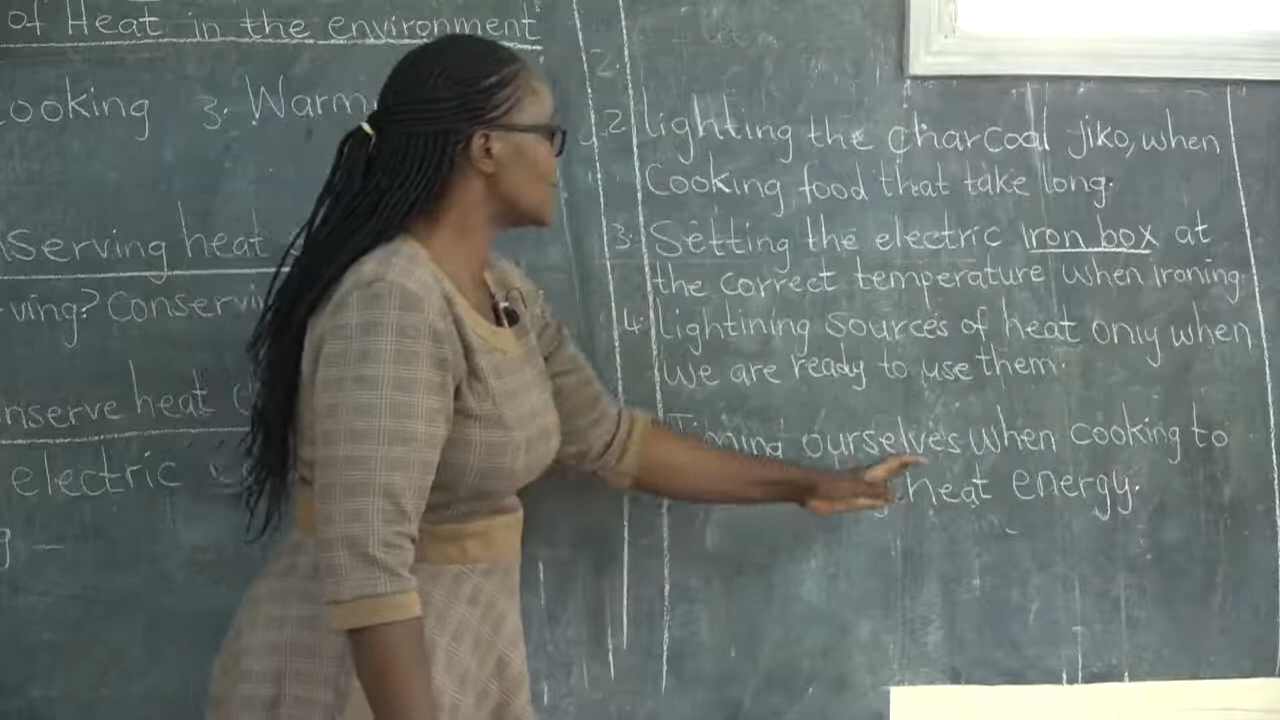 of Heat in the environment
ooking 3. Warm
serving heat
ving? Conservi
nserve heat
electric
g —
2.
2. lighting the charcoal jiko, when
Cooking food that take long.
3. Setting the electric iron box at
the correct temperature when ironing.
4. lightining sources of heat only when
we are ready to use them.
Timing ourselves when cooking to
heat energy.